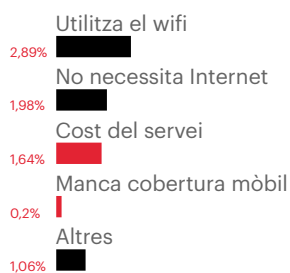 Utilitza el wifi
2,89%
No necessita Internet
1,98%
Cost del servei
1,64%
Manca cobertura mòbil
0,2%
Altres
1,06%